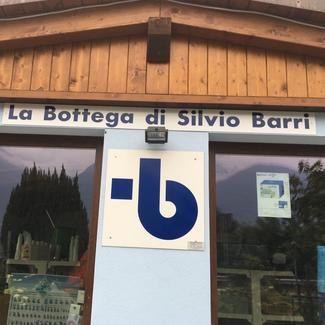 La Bottega di Silvio Barri
-b